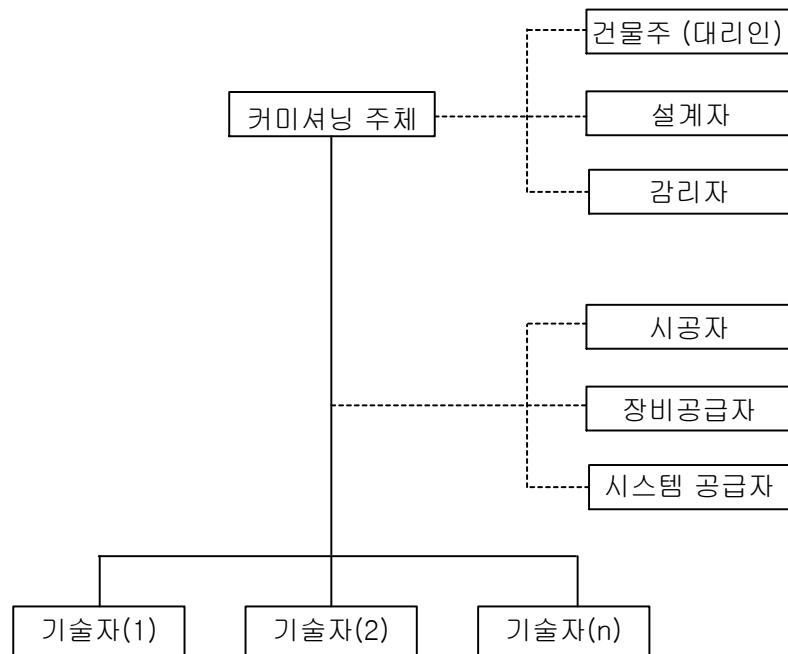 건물주 (대리인)
커미셔닝 주체
설계자
감리자
시공자
장비공급자
시스템 공급자
기술자(1)
기술자(2)
기술자(n)